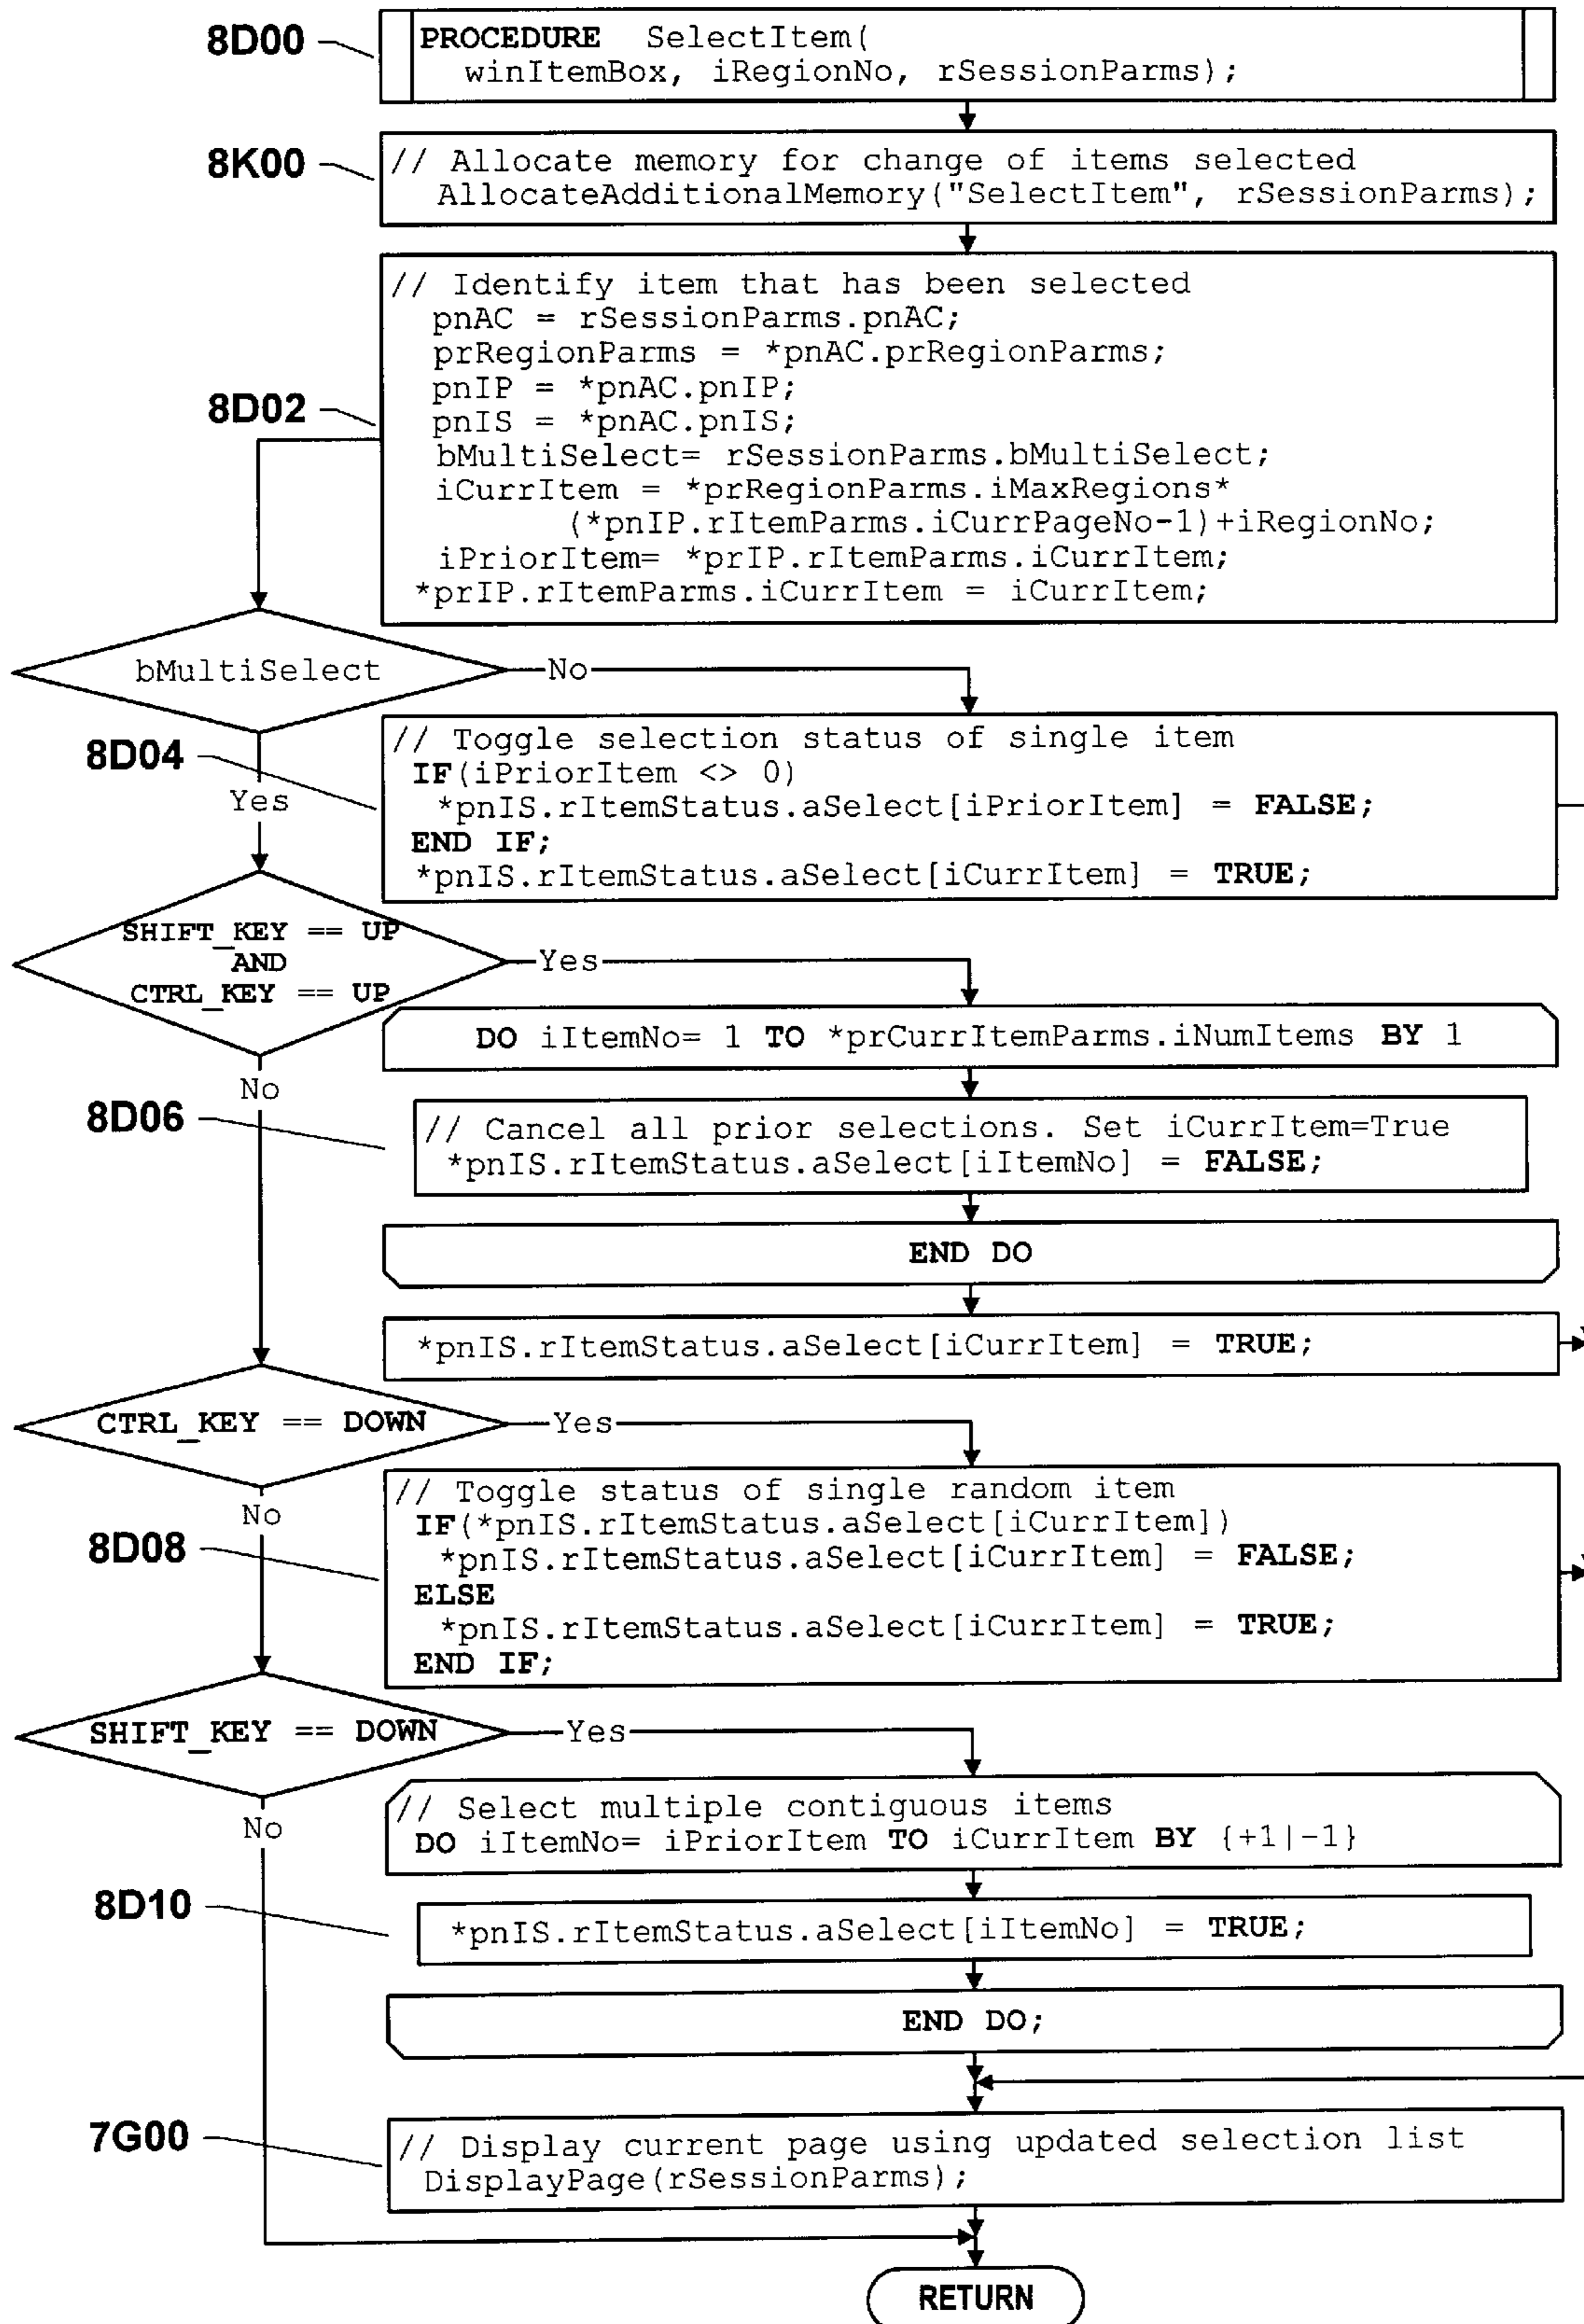 8D00
PROCEDURE SelectItem(
winItemBox, iRegionNo, rSessionParms);
8K00
// Allocate memory for change of items selected
AllocateAdditionalMemory("SelectItem", rSessionParms);
8D02
// Identify item that has been selected
pnAC = rSessionParms.pnAC;
prRegionParms = *pnAC.prRegionParms;
pnIP = *pnAC.pnIP;
pnIS = *pnAC.pnIS;
bMultiSelect= rSessionParms.bMultiSelect;
iCurrItem = *prRegionParms.iMaxRegions*
(*pnIP.rItemParms.iCurrPageNo-1)+iRegionNo;
iPriorItem= *prIP.rItemParms.iCurrItem;
*prIP.rItemParms.iCurrItem = iCurrItem;
bMultiSelect
No
Yes
8D04
// Toggle selection status of single item
IF(iPriorItem <> 0)
*pnIS.rItemStatus.aSelect[iPriorItem] = FALSE;
END IF;
*pnIS.rItemStatus.aSelect[iCurrItem] = TRUE;
SHIFT_KEY == UP
AND
CTRL_KEY == UP
Yes
No
DO iItemNo= 1 TO *prCurrItemParms.iNumItems BY 1
8D06
// Cancel all prior selections. Set iCurrItem=True
*pnIS.rItemStatus.aSelect[iItemNo] = FALSE;
END DO
*pnIS.rItemStatus.aSelect[iCurrItem] = TRUE;
CTRL_KEY == DOWN
Yes
No
8D08
// Toggle status of single random item
IF(*pnIS.rItemStatus.aSelect[iCurrItem])
*pnIS.rItemStatus.aSelect[iCurrItem] = FALSE;
ELSE
*pnIS.rItemStatus.aSelect[iCurrItem] = TRUE;
END IF;
SHIFT_KEY == DOWN
Yes
No
// Select multiple contiguous items
DO iItemNo= iPriorItem TO iCurrItem BY {+1|-1}
8D10
*pnIS.rItemStatus.aSelect[iItemNo] = TRUE;
END DO;
7G00
// Display current page using updated selection list
DisplayPage(rSessionParms);
RETURN